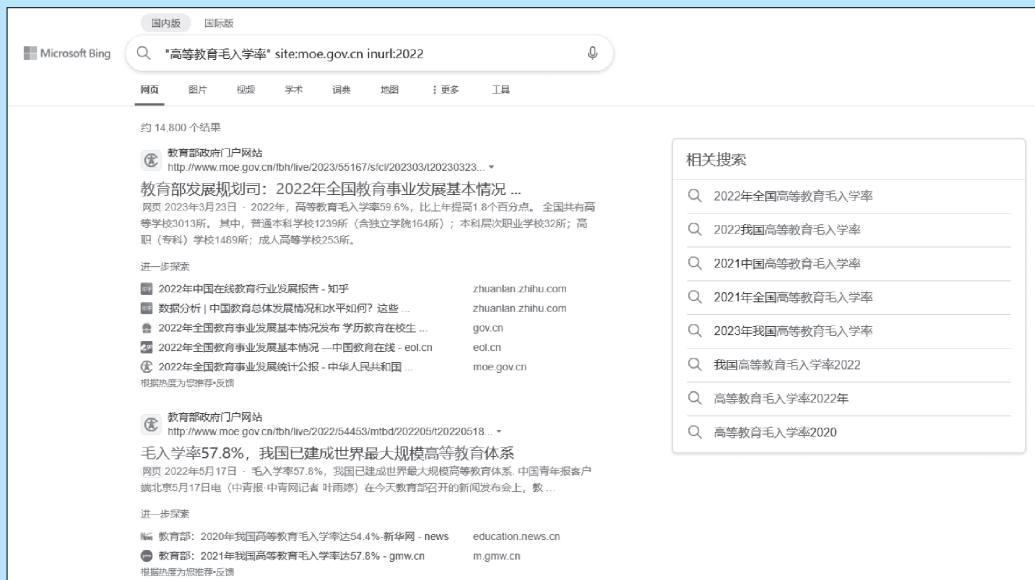 国内版 国际版
Microsoft Bing
"高等教育毛入学率" site:moe.gov.cn inurl:2022
网页 图片 视频 学术 词典 地图 更多 工具
约 14,800 个结果
教育部政府门户网站
http://www.moe.gov.cn/fbh/live/2023/55167/sfcl/202303/t20230323...
教育部发展规划司：2022年全国教育事业发展基本情况 ...
网页 2023年3月23日 · 2022年，高等教育毛入学率59.6%，比上年提高1.8个百分点。 全国共有高
等学校3013所。 其中，普通本科学校1239所（含独立学院164所）；本科层次职业学校32所；高
职（专科）学校1489所；成人高等学校253所。
进一步探索
2022年中国在线教育行业发展报告 - 知乎 zhuanlan.zhihu.com
数据分析 | 中国教育总体发展情况和水平如何？这些 ... zhuanlan.zhihu.com
2022年全国教育事业发展基本情况发布 学历教育在校生 ... gov.cn
2022年全国教育事业发展基本情况 —中国教育在线 - eol.cn eol.cn
2022年全国教育事业发展统计公报 - 中华人民共和国 ... moe.gov.cn
根据热度为您推荐•反馈
教育部政府门户网站
http://www.moe.gov.cn/fbh/live/2022/54453/mtbd/202205/t20220518...
毛入学率57.8%，我国已建成世界最大规模高等教育体系
网页 2022年5月17日 · 毛入学率57.8%，我国已建成世界最大规模高等教育体系. 中国青年报客户
端北京5月17日电（中青报·中青网记者 叶雨婷）在今天教育部召开的新闻发布会上，教 ...
进一步探索
教育部：2020年我国高等教育毛入学率达54.4%-新华网 - news education.news.cn
教育部：2021年我国高等教育毛入学率达57.8% - gmw.cn m.gmw.cn
根据热度为您推荐•反馈
相关搜索
2022年全国高等教育毛入学率
2022我国高等教育毛入学率
2021中国高等教育毛入学率
2021年全国高等教育毛入学率
2023年我国高等教育毛入学率
我国高等教育毛入学率2022
高等教育毛入学率2022年
高等教育毛入学率2020